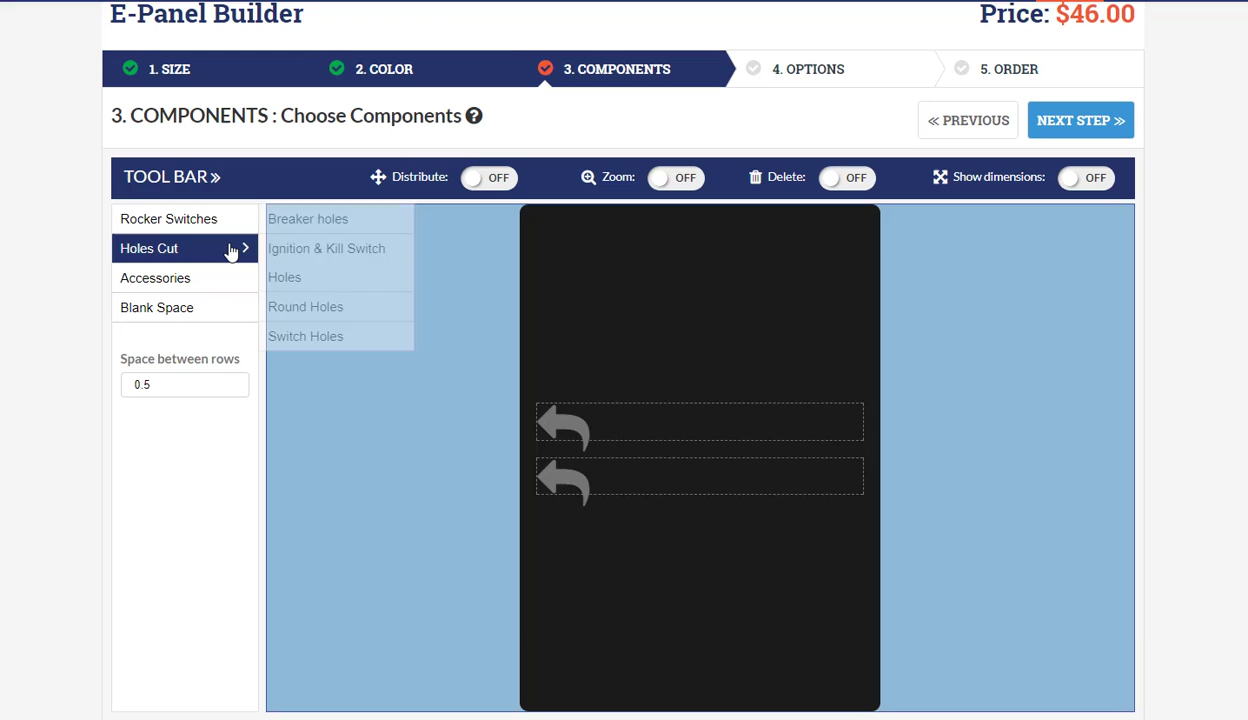 E-Panel Builder
Price: $46.00
1. SIZE
2. COLOR
3. COMPONENTS
4. OPTIONS
5. ORDER
3. COMPONENTS : Choose Components ?
« PREVIOUS
NEXT STEP »
TOOL BAR »
Distribute: OFF
Zoom: OFF
Delete: OFF
Show dimensions: OFF
Rocker Switches
Holes Cut
Accessories
Blank Space
Breaker holes
Ignition & Kill Switch
Holes
Round Holes
Switch Holes
Space between rows
0.5